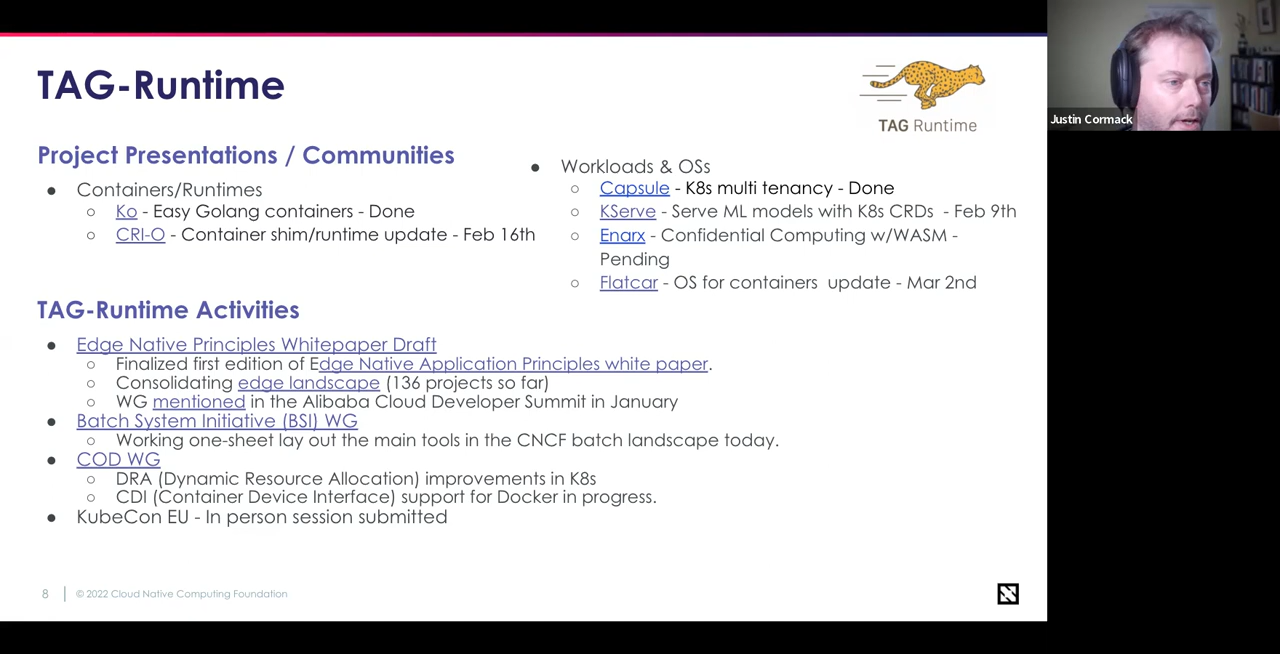 TAG-Runtime
TAG Runtime
Project Presentations / Communities
● Containers/Runtimes
○ Ko - Easy Golang containers - Done
○ CRI-O - Container shim/runtime update - Feb 16th
● Workloads & OSs
○ Capsule - K8s multi tenancy - Done
○ KServe - Serve ML models with K8s CRDs - Feb 9th
○ Enarx - Confidential Computing w/WASM -
Pending
○ Flatcar - OS for containers update - Mar 2nd
TAG-Runtime Activities
● Edge Native Principles Whitepaper Draft
○ Finalized first edition of Edge Native Application Principles white paper.
○ Consolidating edge landscape (136 projects so far)
○ WG mentioned in the Alibaba Cloud Developer Summit in January
● Batch System Initiative (BSI) WG
○ Working one-sheet lay out the main tools in the CNCF batch landscape today.
● COD WG
○ DRA (Dynamic Resource Allocation) improvements in K8s
○ CDI (Container Device Interface) support for Docker in progress.
● KubeCon EU - In person session submitted
8 © 2022 Cloud Native Computing Foundation
Justin Cormack